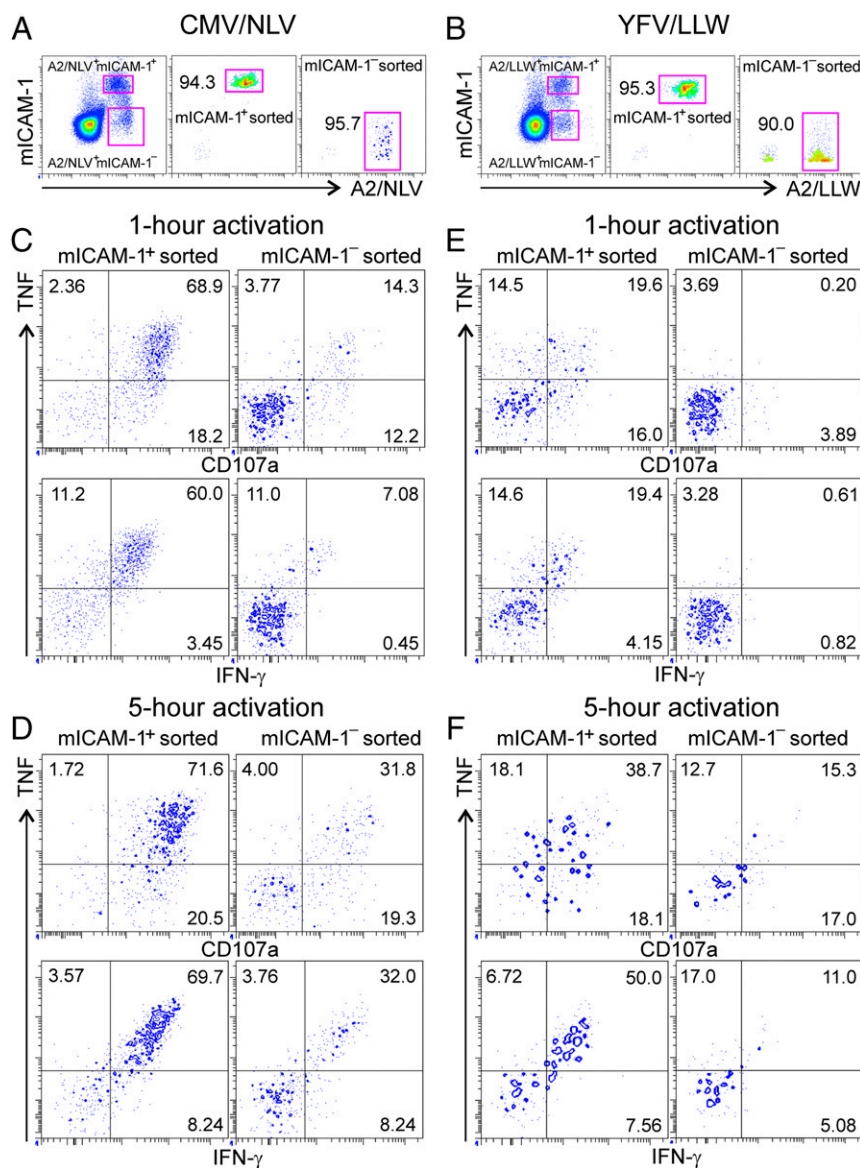 A
CMV/NLV
mICAM-1
A2/NLV⁺mICAM-1⁺
A2/NLV⁺mICAM-1⁻
94.3
mICAM-1⁺ sorted
mICAM-1⁻ sorted
95.7
A2/NLV
B
YFV/LLW
mICAM-1
A2/LLW⁺mICAM-1⁺
A2/LLW⁺mICAM-1⁻
95.3
mICAM-1⁺ sorted
mICAM-1⁻ sorted
90.0
A2/LLW
C
1-hour activation
mICAM-1⁺ sorted
mICAM-1⁻ sorted
TNF
2.36
68.9
18.2
3.77
14.3
12.2
CD107a
11.2
60.0
3.45
11.0
7.08
0.45
IFN-γ
E
1-hour activation
mICAM-1⁺ sorted
mICAM-1⁻ sorted
TNF
14.5
19.6
16.0
3.69
0.20
3.89
CD107a
14.6
19.4
4.15
3.28
0.61
0.82
IFN-γ
D
5-hour activation
mICAM-1⁺ sorted
mICAM-1⁻ sorted
TNF
1.72
71.6
20.5
4.00
31.8
19.3
CD107a
3.57
69.7
8.24
3.76
32.0
8.24
IFN-γ
F
5-hour activation
mICAM-1⁺ sorted
mICAM-1⁻ sorted
TNF
18.1
38.7
18.1
12.7
15.3
17.0
CD107a
6.72
50.0
7.56
17.0
11.0
5.08
IFN-γ